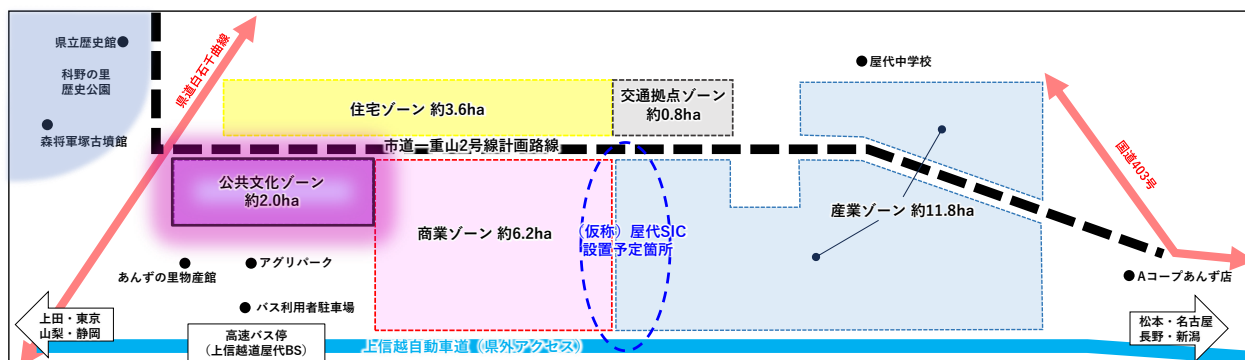 県立歴史館
科野の里
歴史公園
森将軍塚古墳館
県道白石千曲線
住宅ゾーン 約3.6ha
交通拠点ゾーン
約0.8ha
屋代中学校
市道一重山2号線計画路線
国道403号
公共文化ゾーン
約2.0ha
商業ゾーン 約6.2ha
（仮称）屋代SIC
設置予定箇所
産業ゾーン 約11.8ha
あんずの里物産館
アグリパーク
Aコープあんず店
バス利用者駐車場
上田・東京
山梨・静岡
高速バス停
（上信越道屋代BS）
上信越自動車道（県外アクセス）
松本・名古屋
長野・新潟